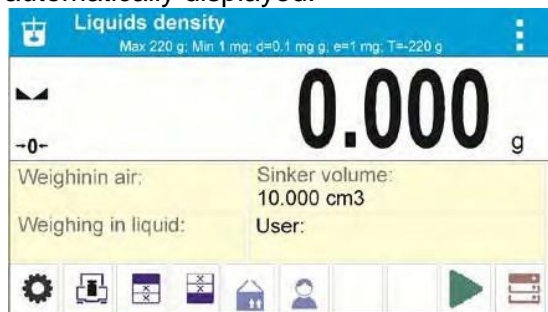 automatically displayed.
Liquids density
Max 220 g; Min 1 mg; d=0.1 mg g; e=1 mg; T=-220 g
0.000 g
→0←
Weighinin air:
Sinker volume:
10.000 cm3
Weighing in liquid:
User: